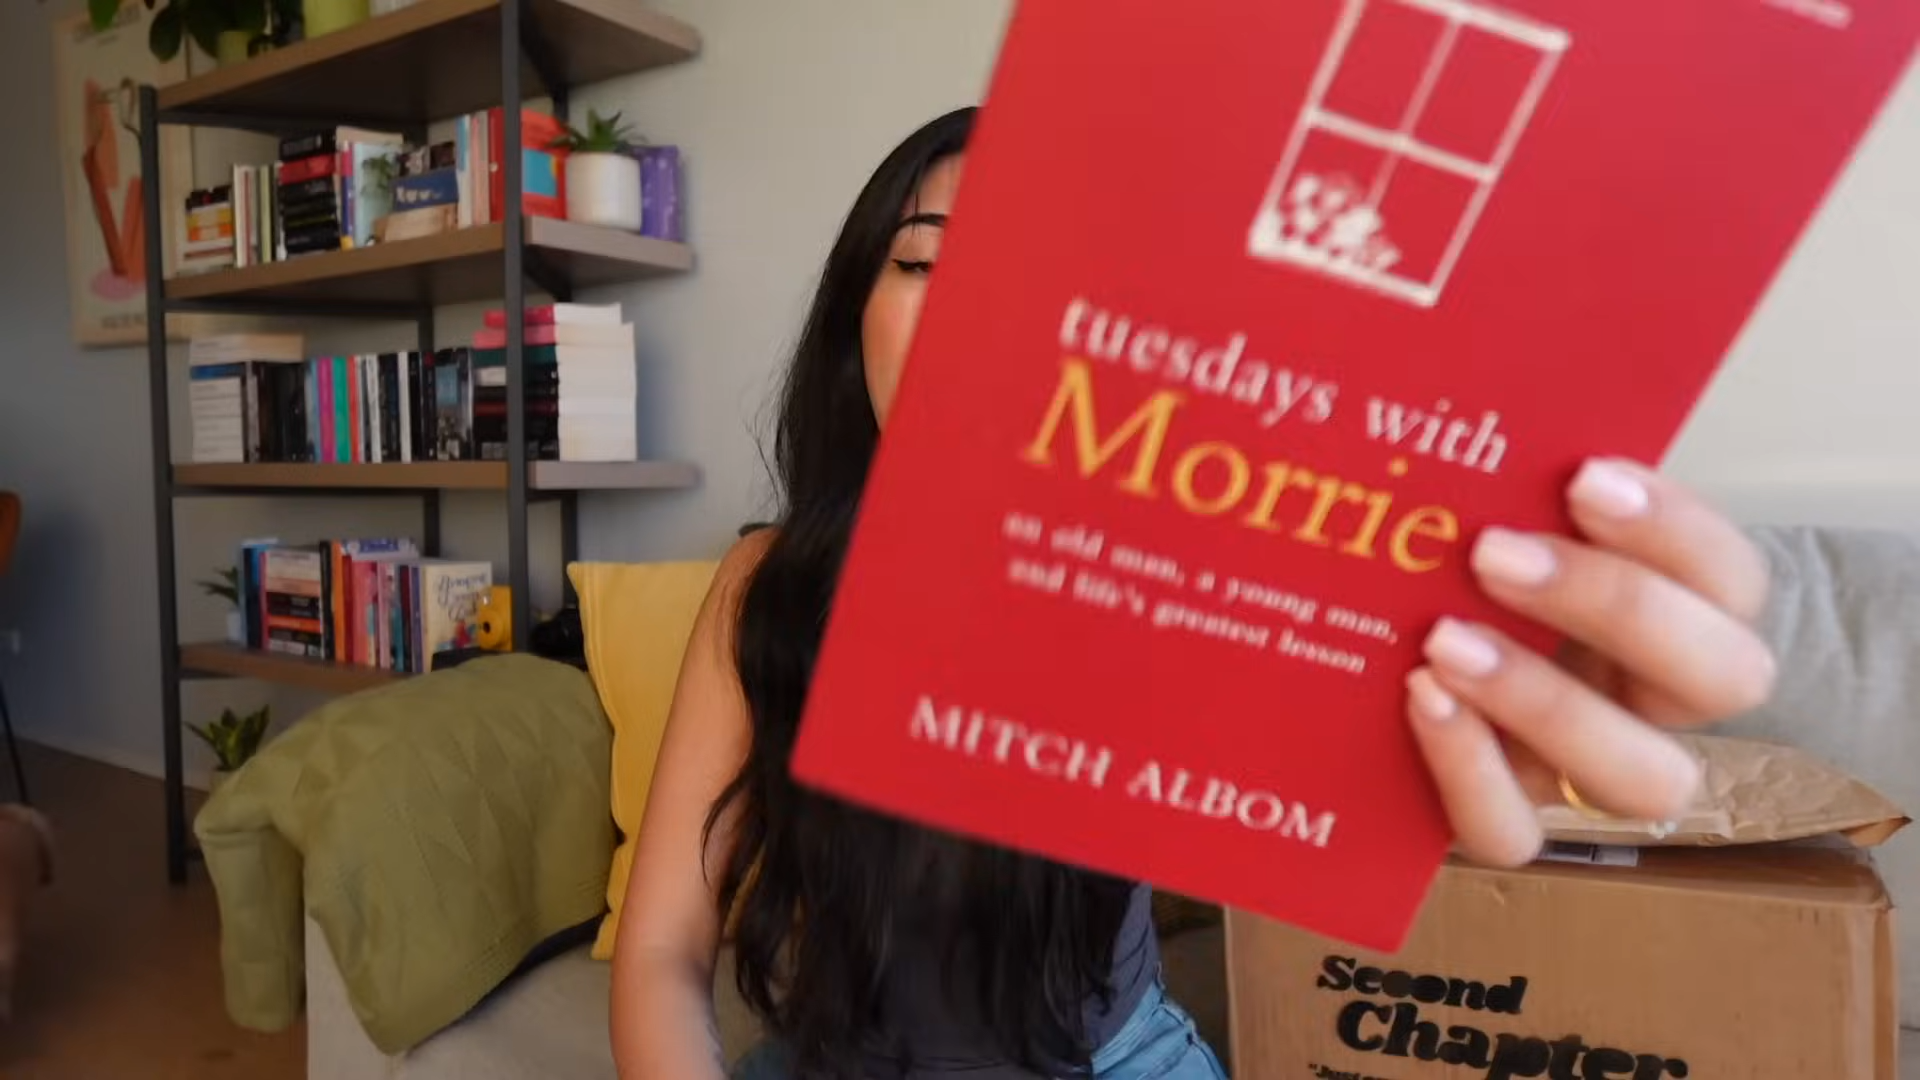 tuesdays with
Morrie
an old man, a young man,
and life's greatest lesson
MITCH ALBOM
Second
Chapter